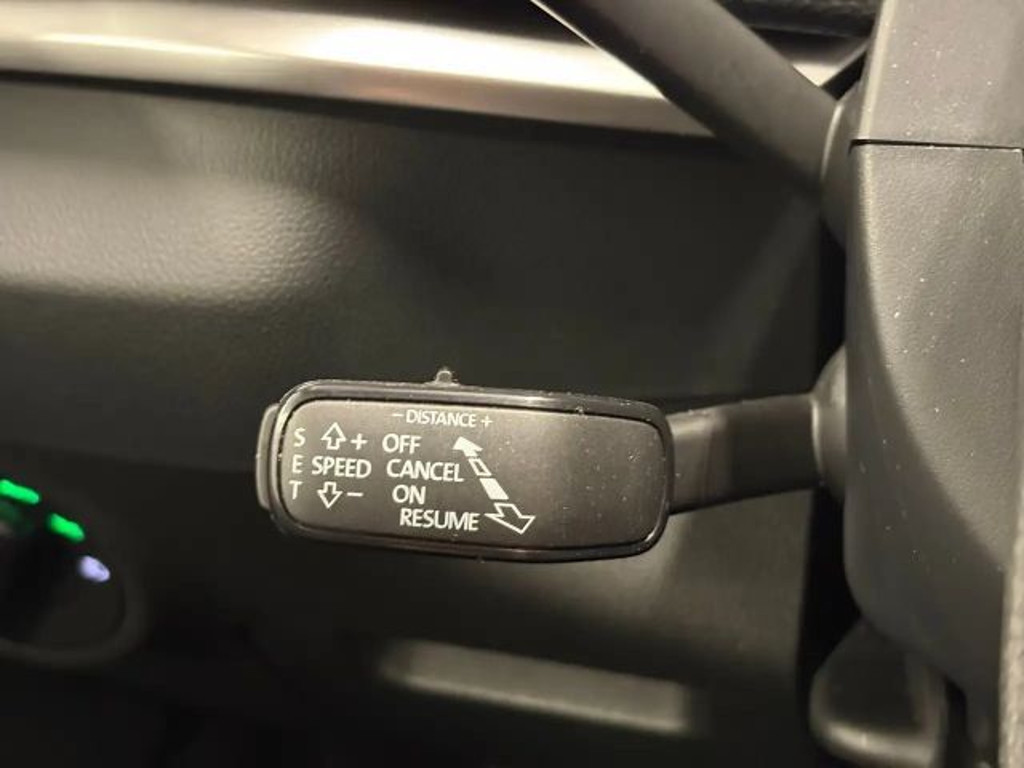 − DISTANCE +
S + OFF
E SPEED CANCEL
T − ON
RESUME